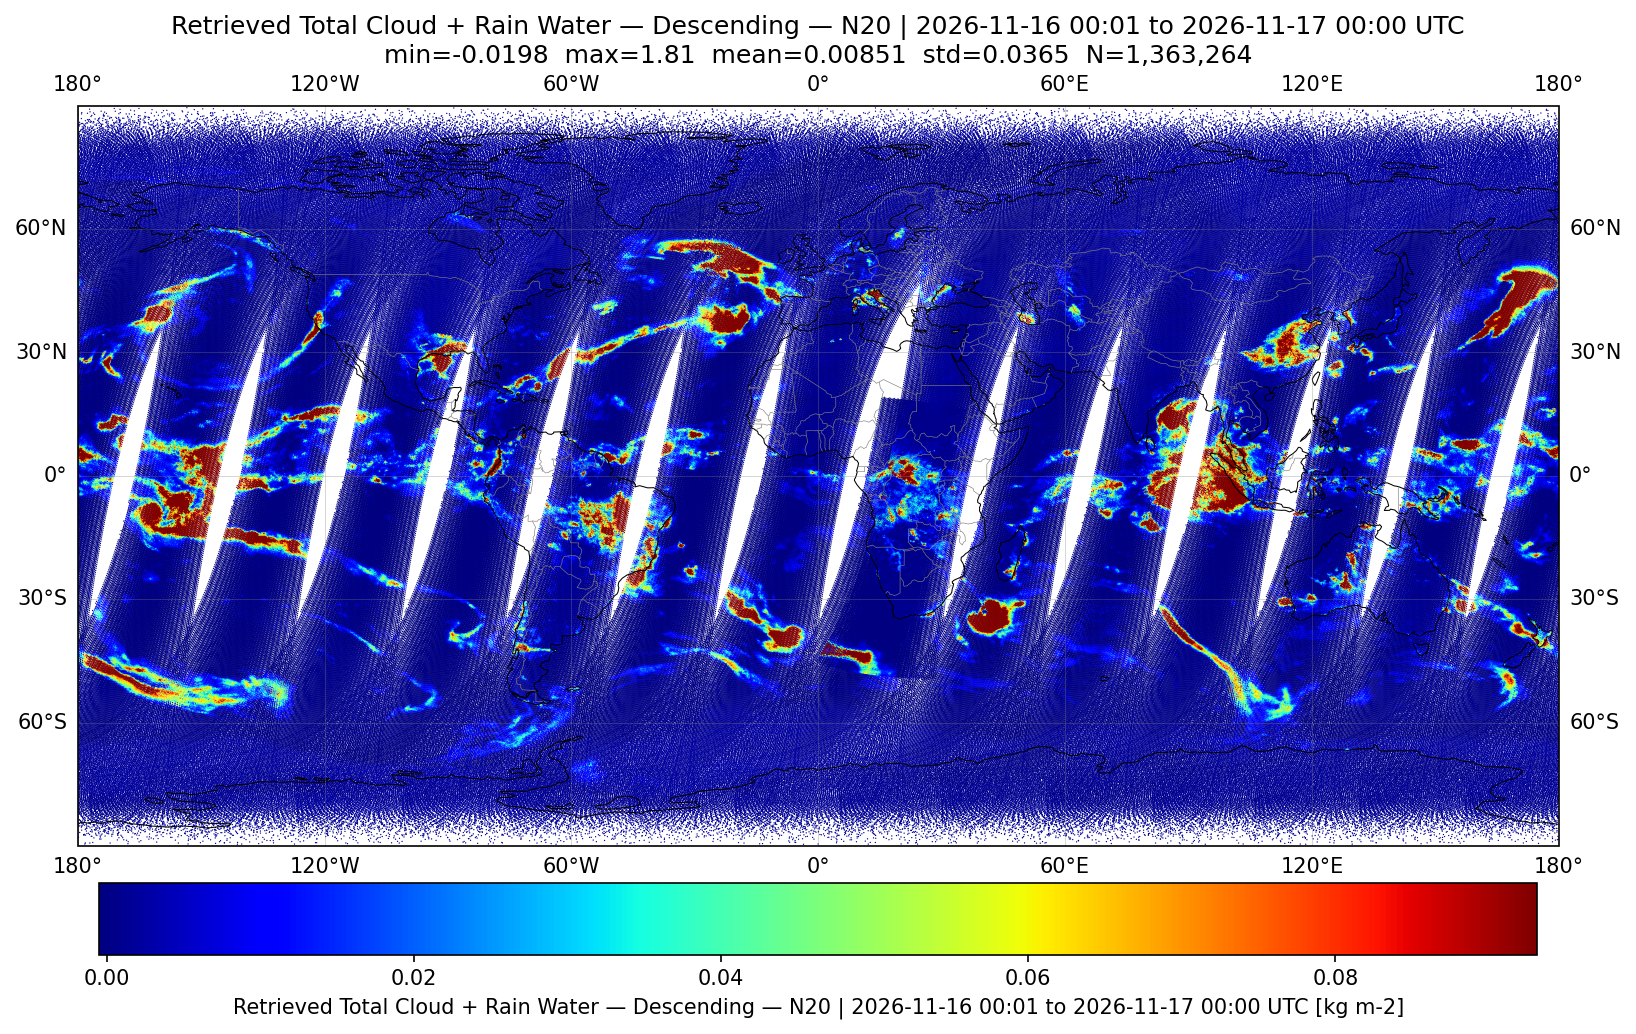 Retrieved Total Cloud + Rain Water — Descending — N20 | 2026-11-16 00:01 to 2026-11-17 00:00 UTC
min=-0.0198  max=1.81  mean=0.00851  std=0.0365  N=1,363,264
180° 120°W 60°W 0° 60°E 120°E 180°
60°N 60°N
30°N 30°N
0° 0°
30°S 30°S
60°S 60°S
180° 120°W 60°W 0° 60°E 120°E 180°
0.00 0.02 0.04 0.06 0.08
Retrieved Total Cloud + Rain Water — Descending — N20 | 2026-11-16 00:01 to 2026-11-17 00:00 UTC [kg m-2]